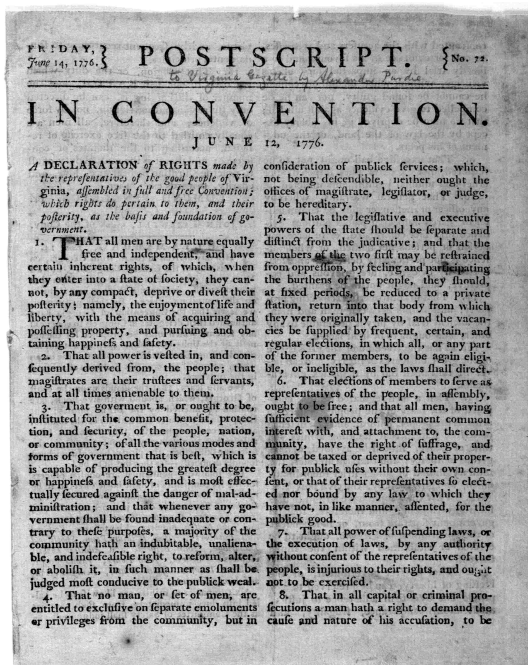 FRIDAY,
June 14, 1776.
POSTSCRIPT.
No. 72.
to Virginia Gazette by Alexander Purdie
IN CONVENTION.
JUNE 12, 1776.
A DECLARATION of RIGHTS made by
the repreſentatives of the good people of Vir-
ginia, aſſembled in full and free Convention;
which rights do pertain to them, and their
poſterity, as the baſis and foundation of go-
vernment.
1. THAT all men are by nature equally
free and independent, and have
certain inherent rights, of which, when
they enter into a ſtate of ſociety, they can-
not, by any compact, deprive or diveſt their
poſterity; namely, the enjoyment of life and
liberty, with the means of acquiring and
poſſeſſing property, and purſuing and ob-
taining happineſs and ſafety.
2. That all power is veſted in, and con-
ſequently derived from, the people; that
magiſtrates are their truſtees and ſervants,
and at all times amenable to them.
3. That goverment is, or ought to be,
inſtituted for the common benefit, protec-
tion, and ſecurity, of the people, nation,
or community; of all the various modes and
forms of government that is beſt, which is
is capable of producing the greateſt degree
or happineſs and ſafety, and is moſt effec-
tually ſecured againſt the danger of mal-ad-
miniſtration; and that whenever any go-
vernment ſhall be found inadequate or con-
trary to theſe purpoſes, a majority of the
community hath an indubitable, unaliena-
ble, and indefeaſible right, to reform, alter,
or aboliſh it, in ſuch manner as ſhall be
judged moſt conducive to the publick weal.
4. That no man, or ſet of men, are
entitled to excluſive on ſeparate emoluments
or privileges from the community, but in
conſideration of publick ſervices; which,
not being deſcendible, neither ought the
offices of magiſtrate, legiſlator, or judge,
to be hereditary.
5. That the legiſlative and executive
powers of the ſtate ſhould be ſeparate and
diſtinct from the judicative; and that the
members of the two firſt may be reſtrained
from oppreſſion, by feeling and participating
the burthens of the people, they ſhould,
at fixed periods, be reduced to a private
ſtation, return into that body from which
they were originally taken, and the vacan-
cies be ſupplied by frequent, certain, and
regular elections, in which all, or any part
of the former members, to be again eligi-
ble, or ineligible, as the laws ſhall direct.
6. That elections of members to ſerve as
repreſentatives of the people, in aſſembly,
ought to be free; and that all men, having
ſufficient evidence of permanent common
intereſt with, and attachment to, the com-
munity, have the right of ſuffrage, and
cannot be taxed or deprived of their proper-
ty for publick uſes without their own con-
ſent, or that of their repreſentatives ſo elect-
ed nor bound by any law to which they
have not, in like manner, aſſented, for the
publick good.
7. That all power of ſuſpending laws, or
the execution of laws, by any authority
without conſent of the repreſentatives of the
people, is injurious to their rights, and ought
not to be exerciſed.
8. That in all capital or criminal pro-
ſecutions a man hath a right to demand the
cauſe and nature of his accuſation, to be